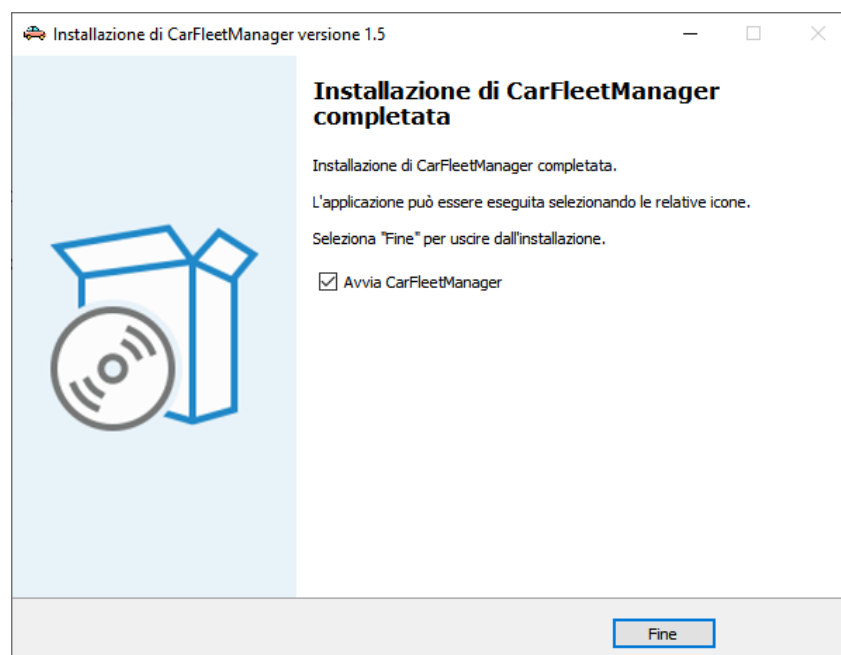 Installazione di CarFleetManager versione 1.5
Installazione di CarFleetManager
completata
Installazione di CarFleetManager completata.
L'applicazione può essere eseguita selezionando le relative icone.
Seleziona "Fine" per uscire dall'installazione.
Avvia CarFleetManager
Fine